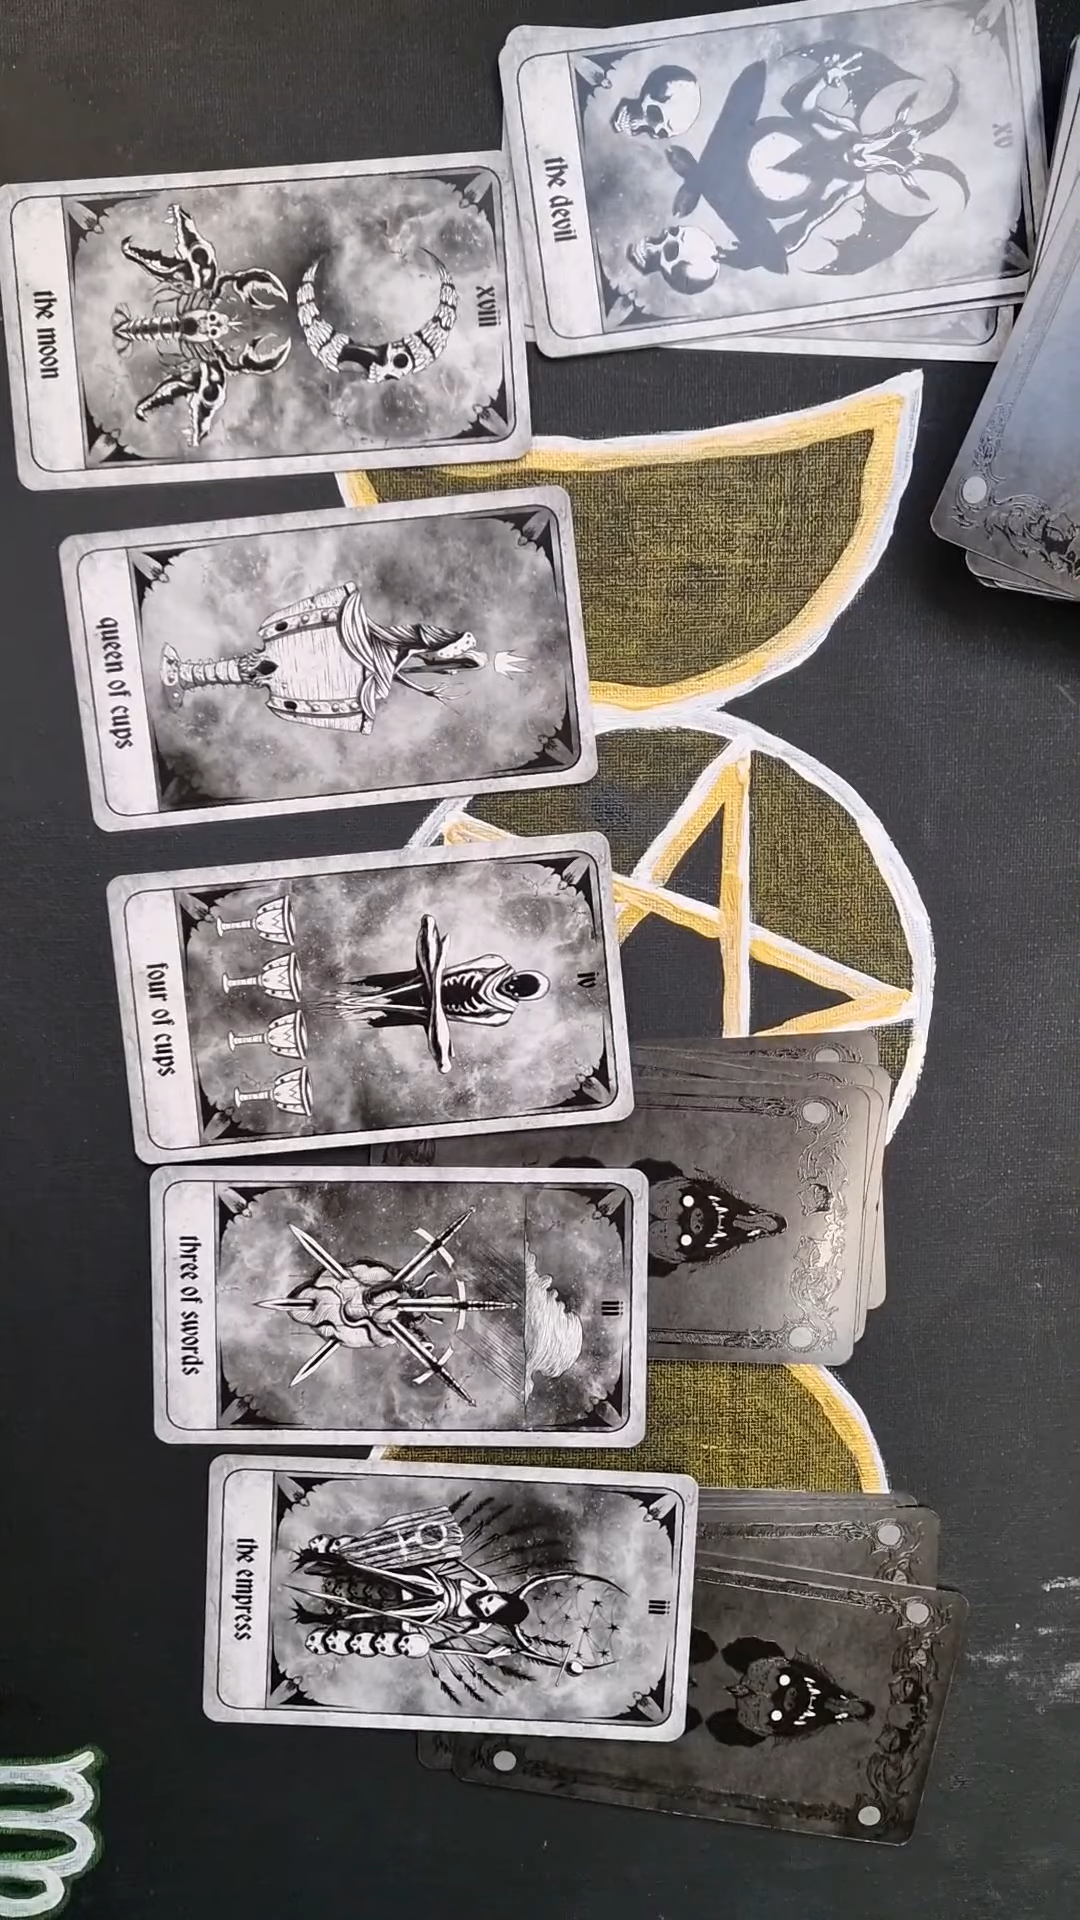 xv
the devil
xviii
the moon
queen of cups
iv
four of cups
iii
three of swords
iii
the empress